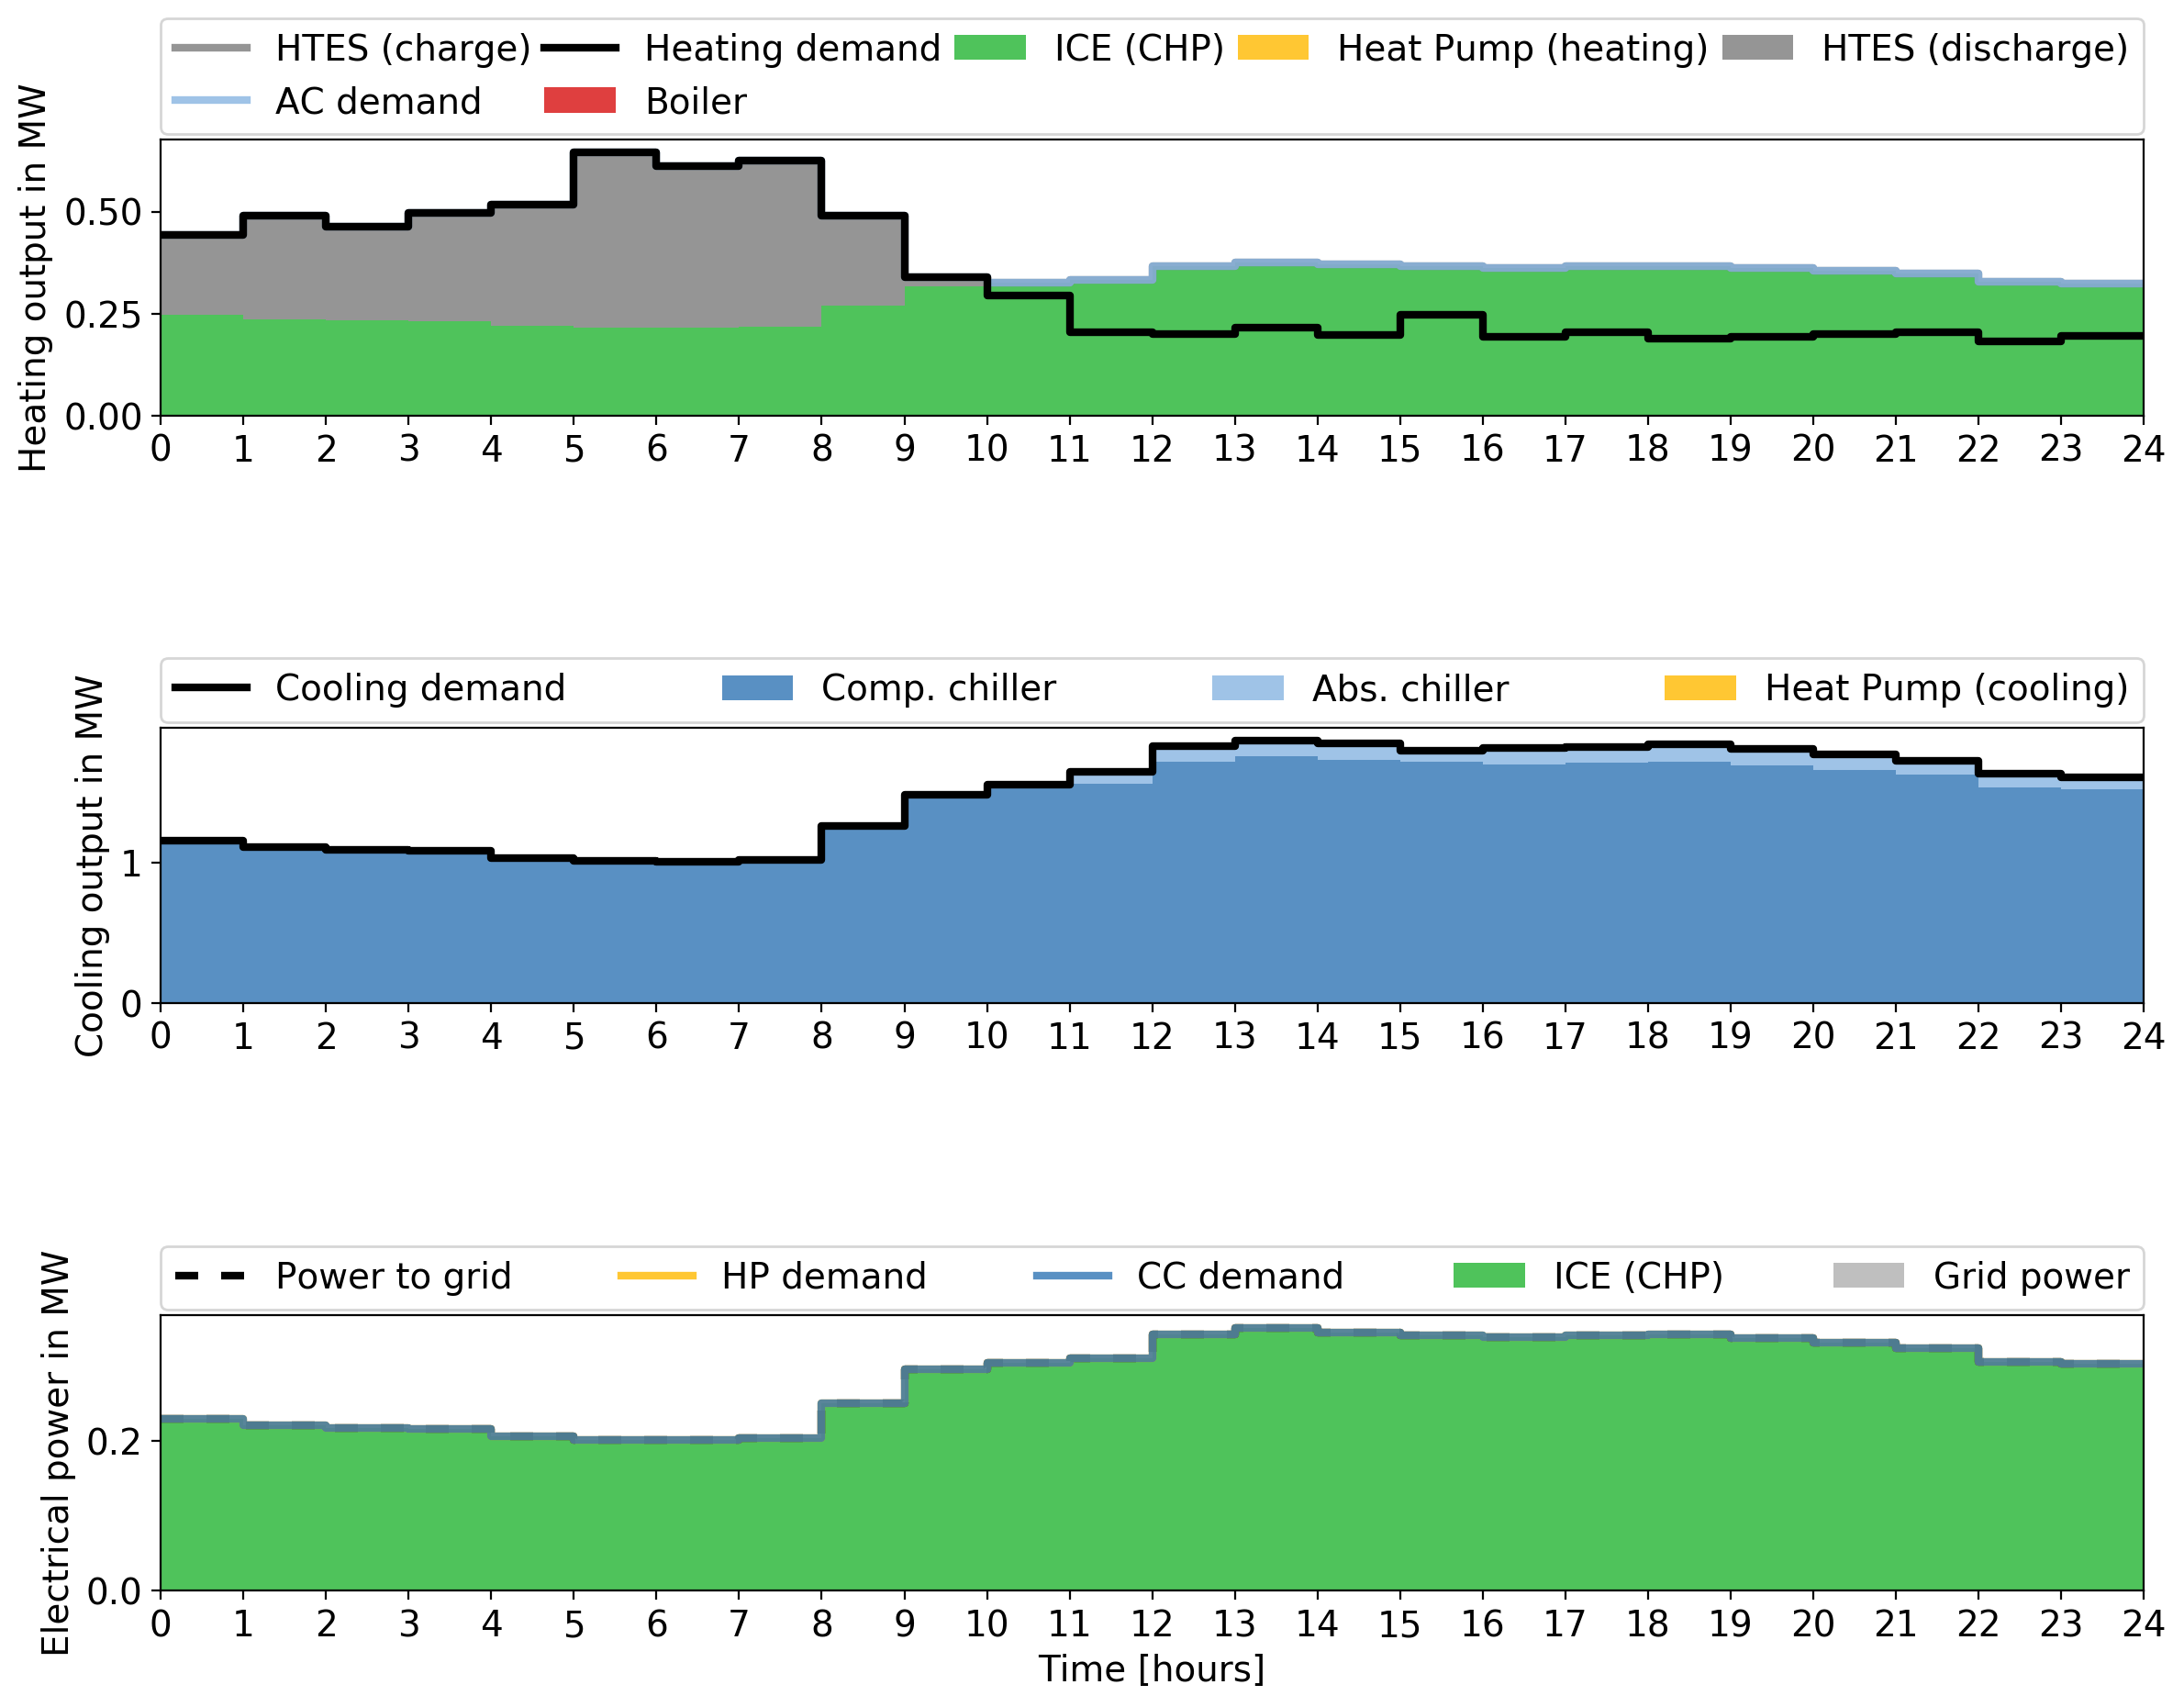 HTES (charge) Heating demand ICE (CHP) Heat Pump (heating) HTES (discharge)
AC demand Boiler
Heating output in MW
0.50
0.25
0.00
0 1 2 3 4 5 6 7 8 9 10 11 12 13 14 15 16 17 18 19 20 21 22 23 24
Cooling demand Comp. chiller Abs. chiller Heat Pump (cooling)
Cooling output in MW
1
0
0 1 2 3 4 5 6 7 8 9 10 11 12 13 14 15 16 17 18 19 20 21 22 23 24
Power to grid HP demand CC demand ICE (CHP) Grid power
Electrical power in MW
0.2
0.0
0 1 2 3 4 5 6 7 8 9 10 11 12 13 14 15 16 17 18 19 20 21 22 23 24
Time [hours]